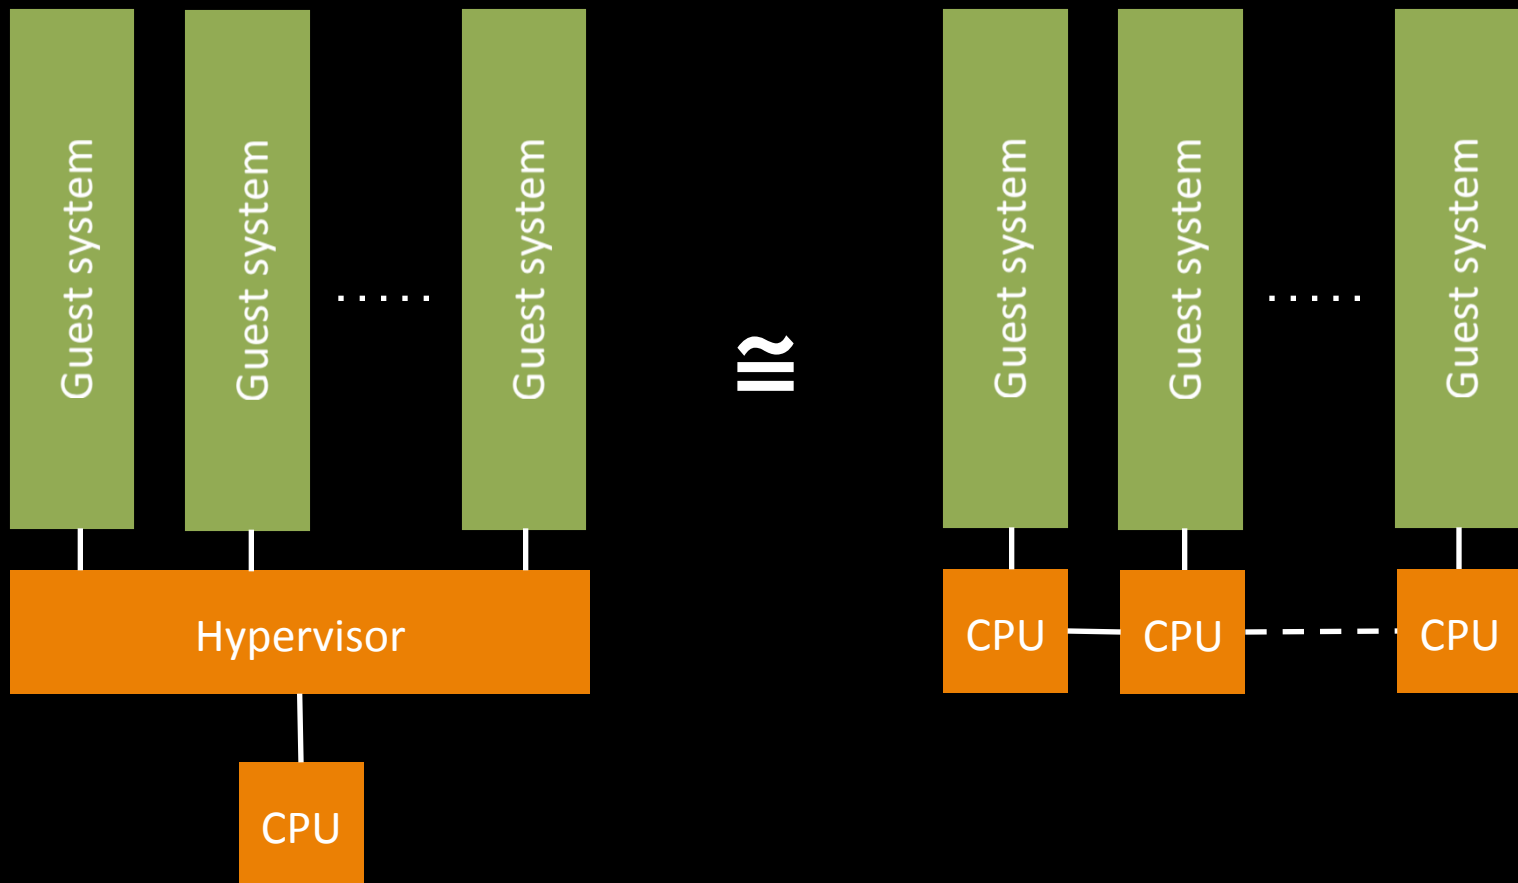 Guest system
Guest system
.....
Guest system
Hypervisor
CPU
≅
Guest system
Guest system
.....
Guest system
CPU
CPU
CPU